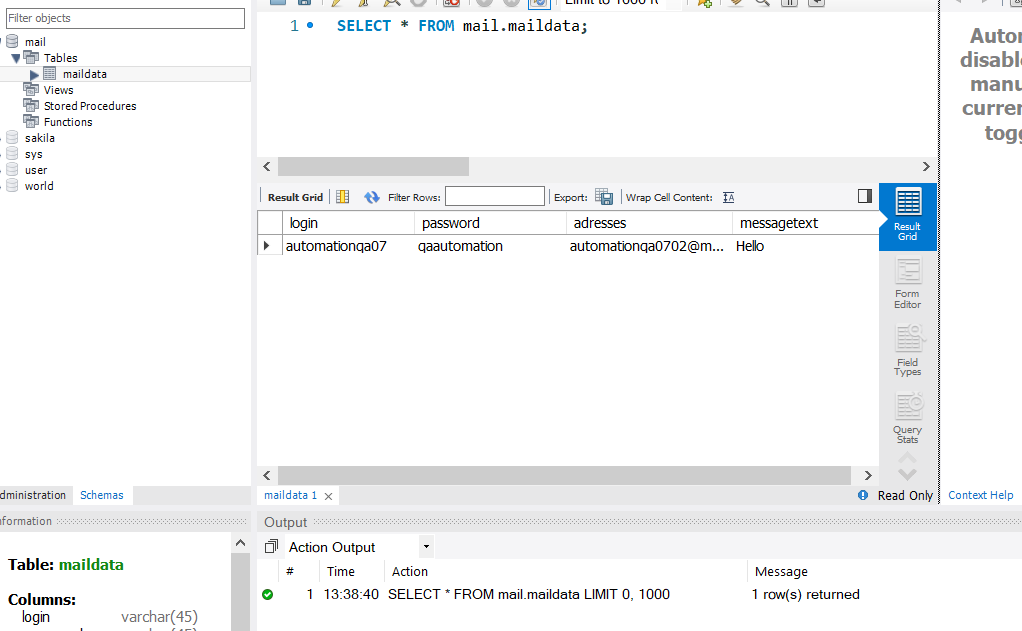 Filter objects
mail
Tables
maildata
Views
Stored Procedures
Functions
sakila
sys
user
world
dministration Schemas
nformation
Table: maildata
Columns:
login varchar(45)
Limit to 1000 R
1 SELECT * FROM mail.maildata;
Result Grid Filter Rows: Export: Wrap Cell Content:
login password adresses messagetext
automationqa07 qaautomation automationqa0702@m... Hello
Result
Grid
Form
Editor
Field
Types
Query
Stats
maildata 1 Read Only
Autor
disable
manu
currer
togg
Context Help
Output
Action Output
# Time Action Message
1 13:38:40 SELECT * FROM mail.maildata LIMIT 0, 1000 1 row(s) returned